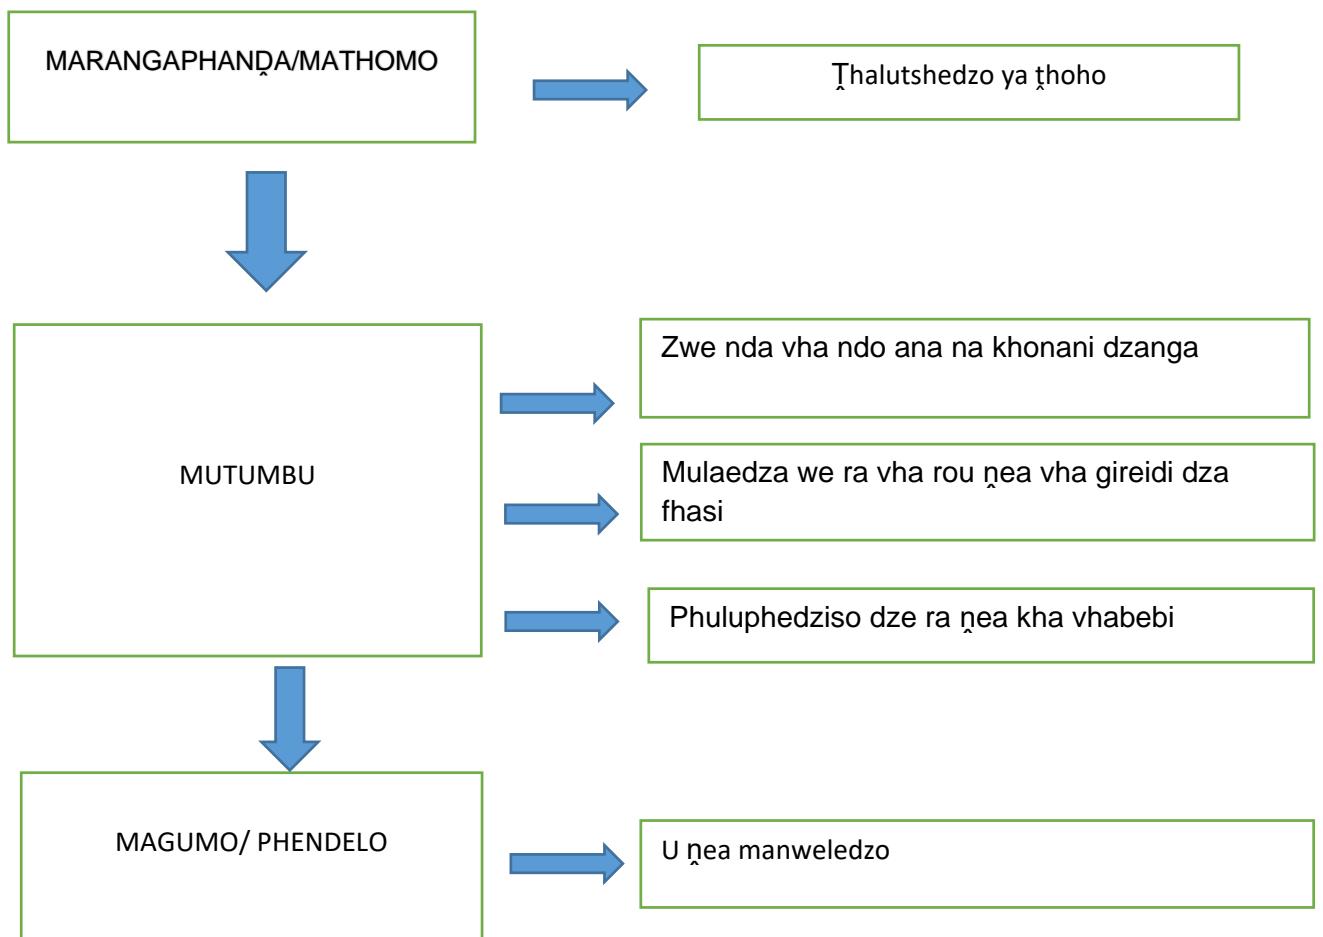 MARANGAPHANḒA/MATHOMO
Ṱhalutshedzo ya ṱhoho
Zwe nda vha ndo ana na khonani dzanga
MUTUMBU
Mulaedza we ra vha rou ṋea vha gireidi dza
fhasi
Phuluphedziso dze ra ṋea kha vhabebi
MAGUMO/ PHENDELO
U ṋea manweledzo